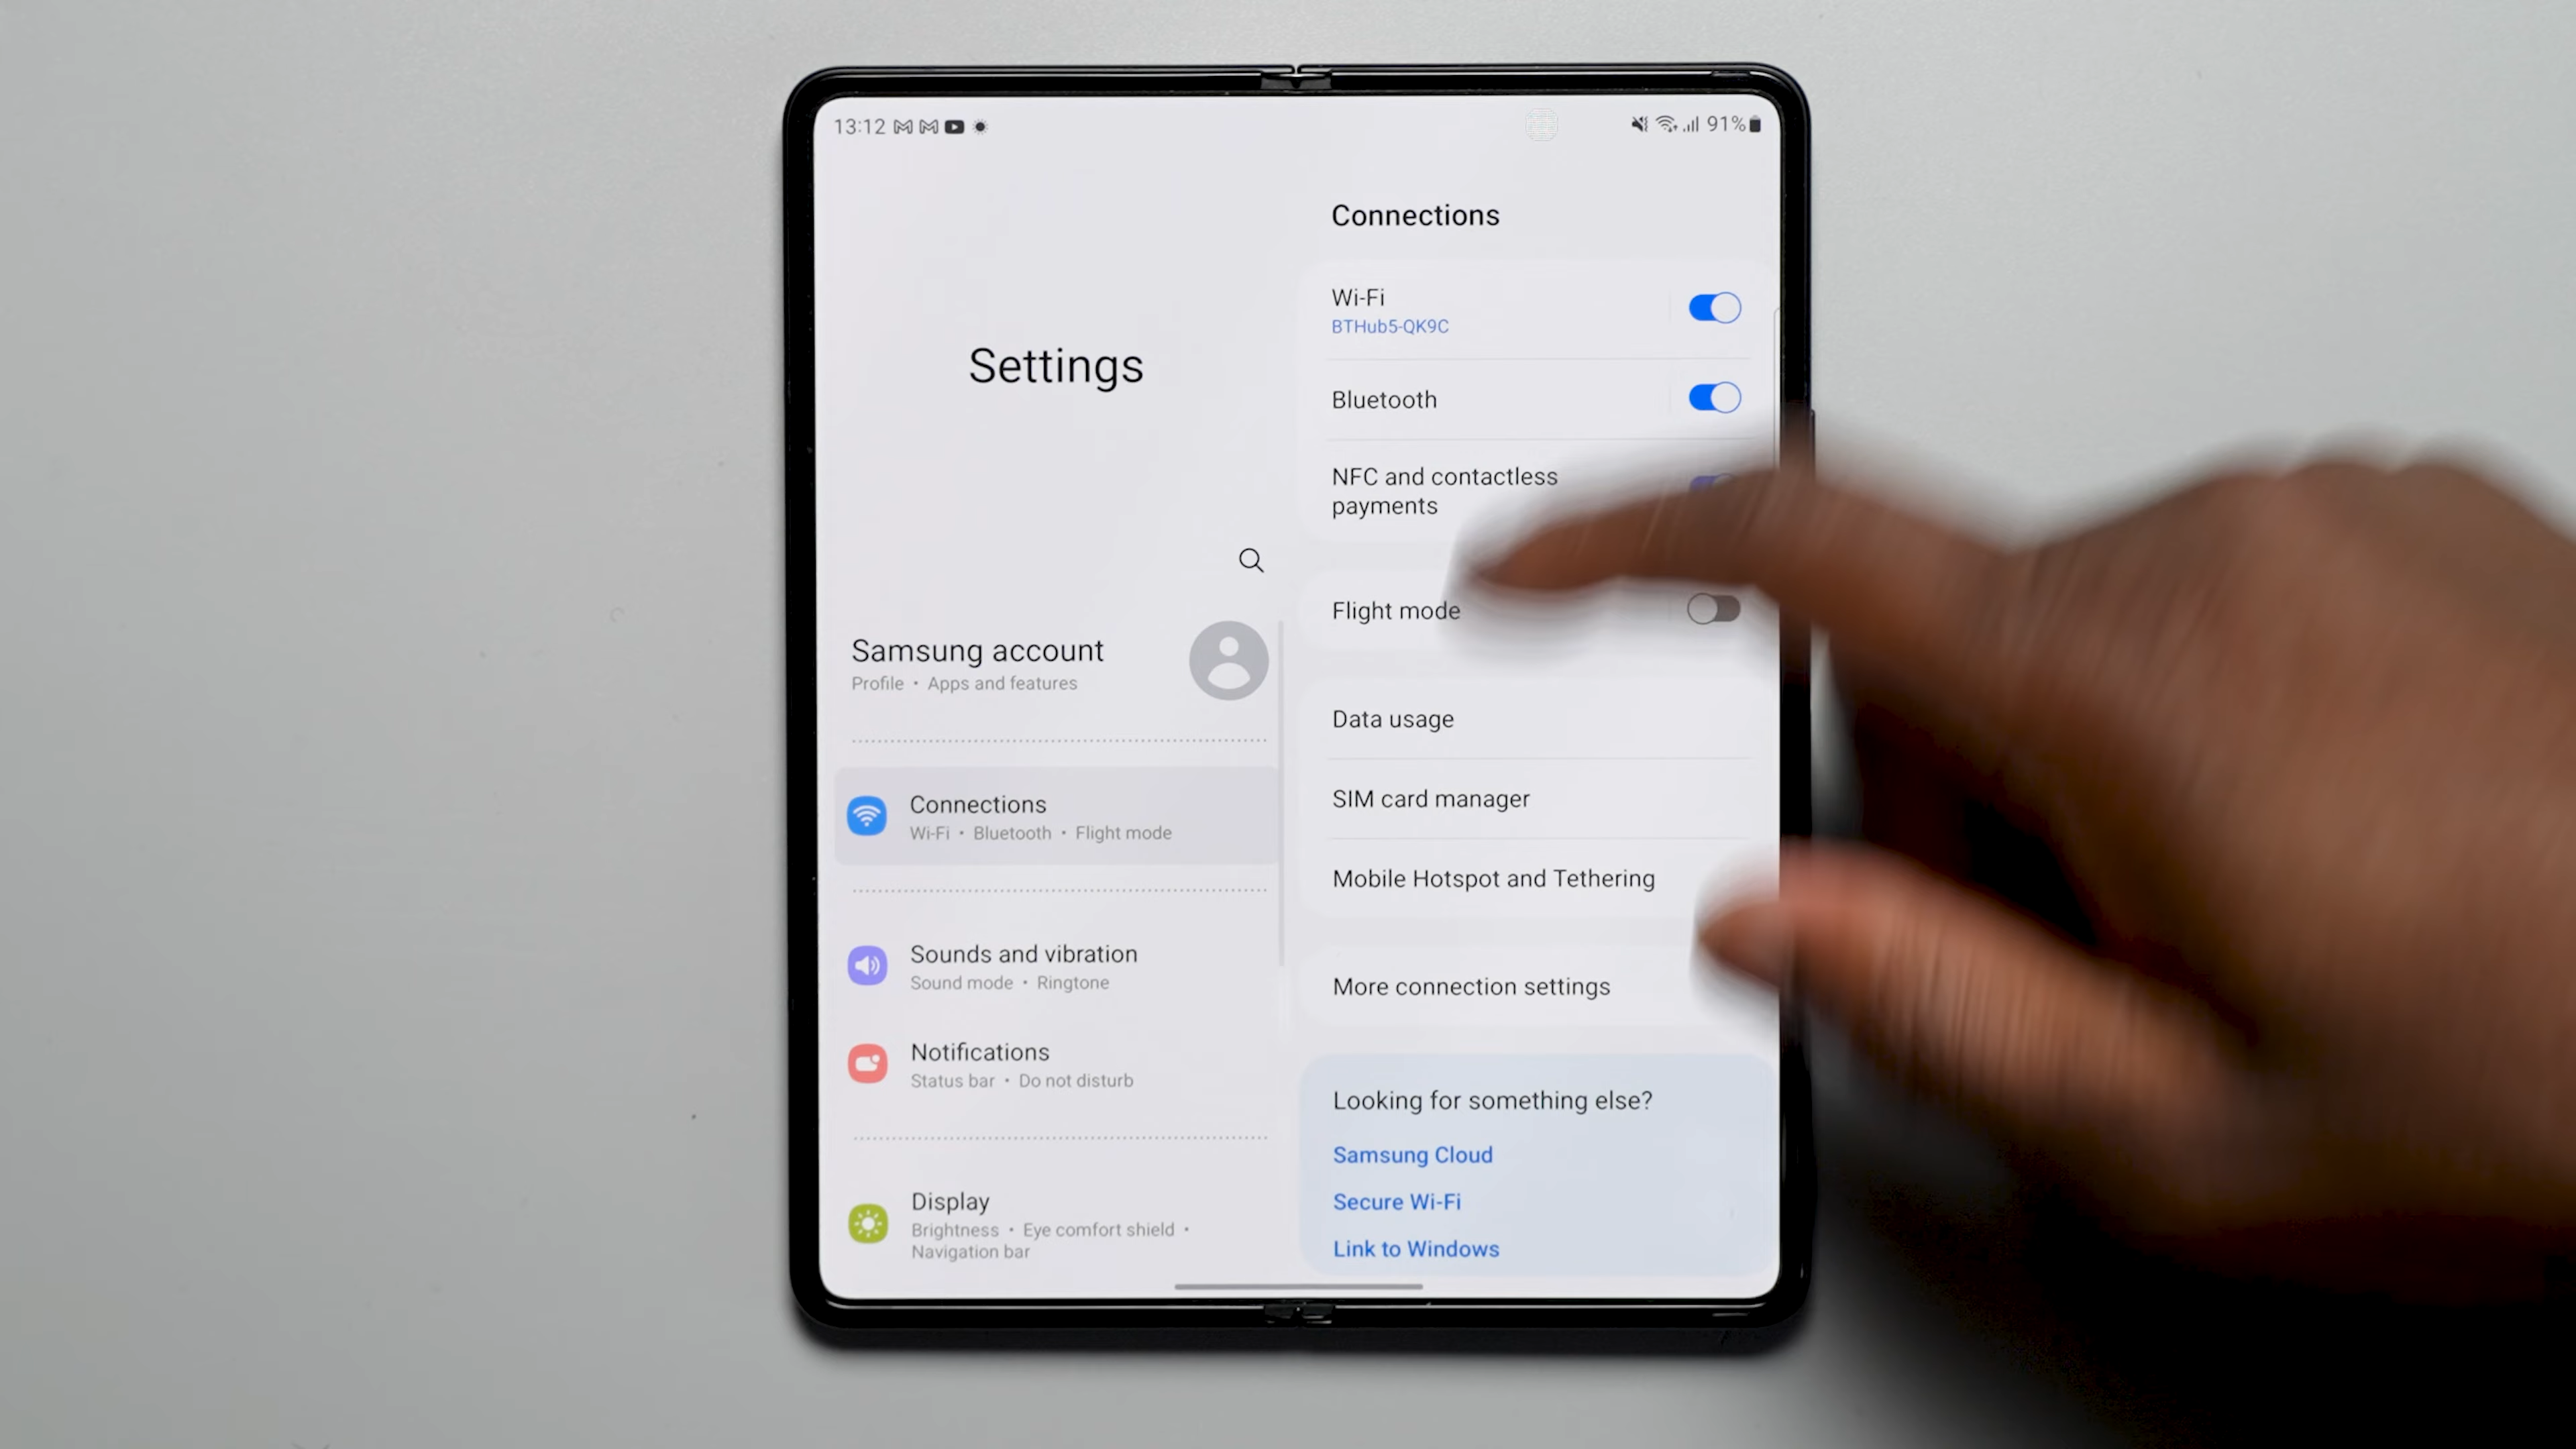 13:12
91%
Settings
Samsung account
Profile • Apps and features
Connections
Wi-Fi • Bluetooth • Flight mode
Sounds and vibration
Sound mode • Ringtone
Notifications
Status bar • Do not disturb
Display
Brightness • Eye comfort shield •
Navigation bar
Connections
Wi-Fi
BTHub5-QK9C
Bluetooth
NFC and contactless
payments
Flight mode
Data usage
SIM card manager
Mobile Hotspot and Tethering
More connection settings
Looking for something else?
Samsung Cloud
Secure Wi-Fi
Link to Windows